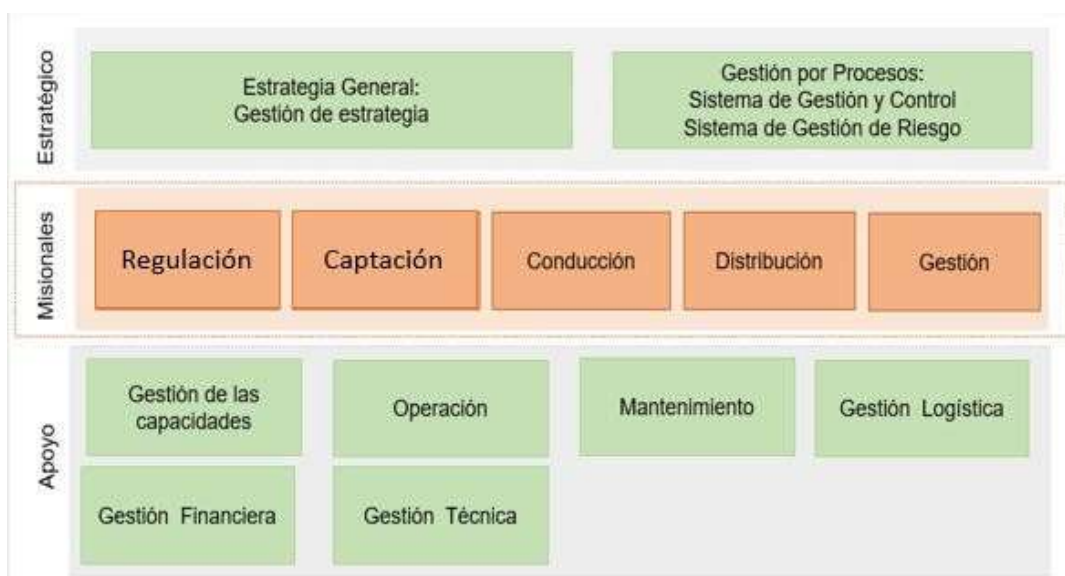 Estratégico
Estrategia General:
Gestión de estrategia
Gestión por Procesos:
Sistema de Gestión y Control
Sistema de Gestión de Riesgo
Misionales
Regulación
Captación
Conducción
Distribución
Gestión
Apoyo
Gestión de las
capacidades
Operación
Mantenimiento
Gestión Logística
Gestión Financiera
Gestión Técnica